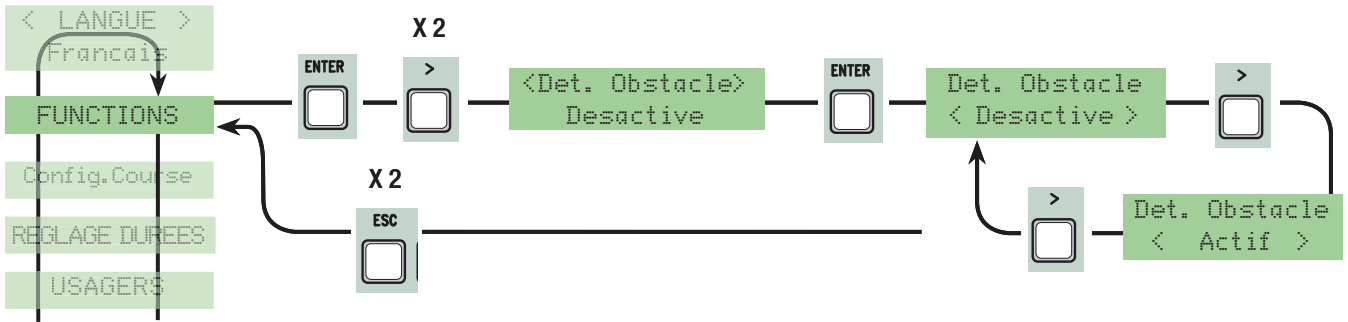 < LANGUE >
Francais
FUNCTIONS
Config.Course
REGLAGE DUREES
USAGERS
ENTER
X 2
>
<Det. Obstacle>
Desactive
ENTER
Det. Obstacle
< Desactive >
>
X 2
ESC
>
Det. Obstacle
< Actif >